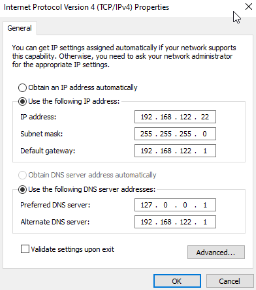 Internet Protocol Version 4 (TCP/IPv4) Properties
General
You can get IP settings assigned automatically if your network supports
this capability. Otherwise, you need to ask your network administrator
for the appropriate IP settings.
Obtain an IP address automatically
Use the following IP address:
IP address: 192 . 168 . 122 . 22
Subnet mask: 255 . 255 . 255 . 0
Default gateway: 192 . 168 . 122 . 1
Obtain DNS server address automatically
Use the following DNS server addresses:
Preferred DNS server: 127 . 0 . 0 . 1
Alternate DNS server: 192 . 168 . 122 . 1
Validate settings upon exit
Advanced...
OK Cancel